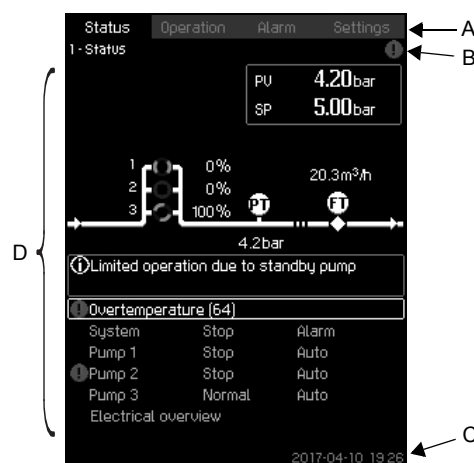 Status Operation Alarm Settings A
1 - Status B
PV 4.20bar
SP 5.00bar
1 0%
20.3m³/h
2 0%
3 100% PT FT
4.2bar
D
Limited operation due to standby pump
Overtemperature (64)
System Stop Alarm
Pump 1 Stop Auto
Pump 2 Stop Auto
Pump 3 Normal Auto
Electrical overview
C
2017-04-10 19:26